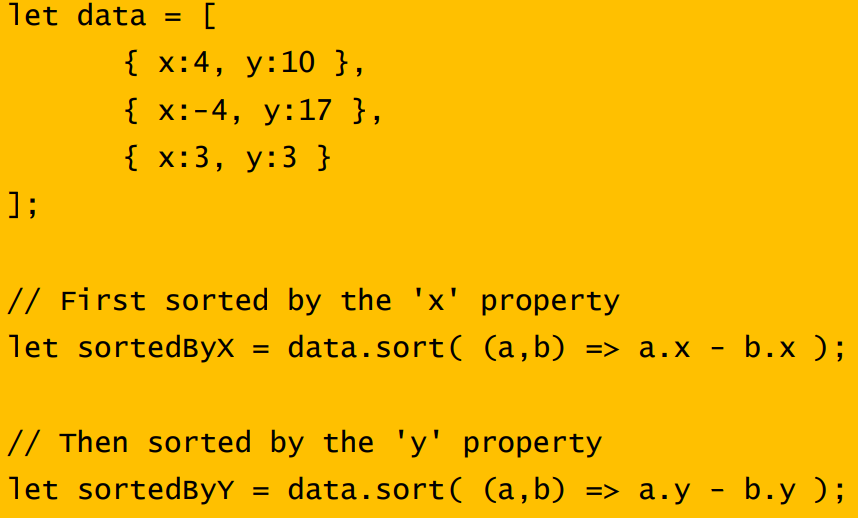 let data = [
{ x:4, y:10 },
{ x:-4, y:17 },
{ x:3, y:3 }
];
// First sorted by the 'x' property
let sortedByX = data.sort( (a,b) => a.x - b.x );
// Then sorted by the 'y' property
let sortedByY = data.sort( (a,b) => a.y - b.y );